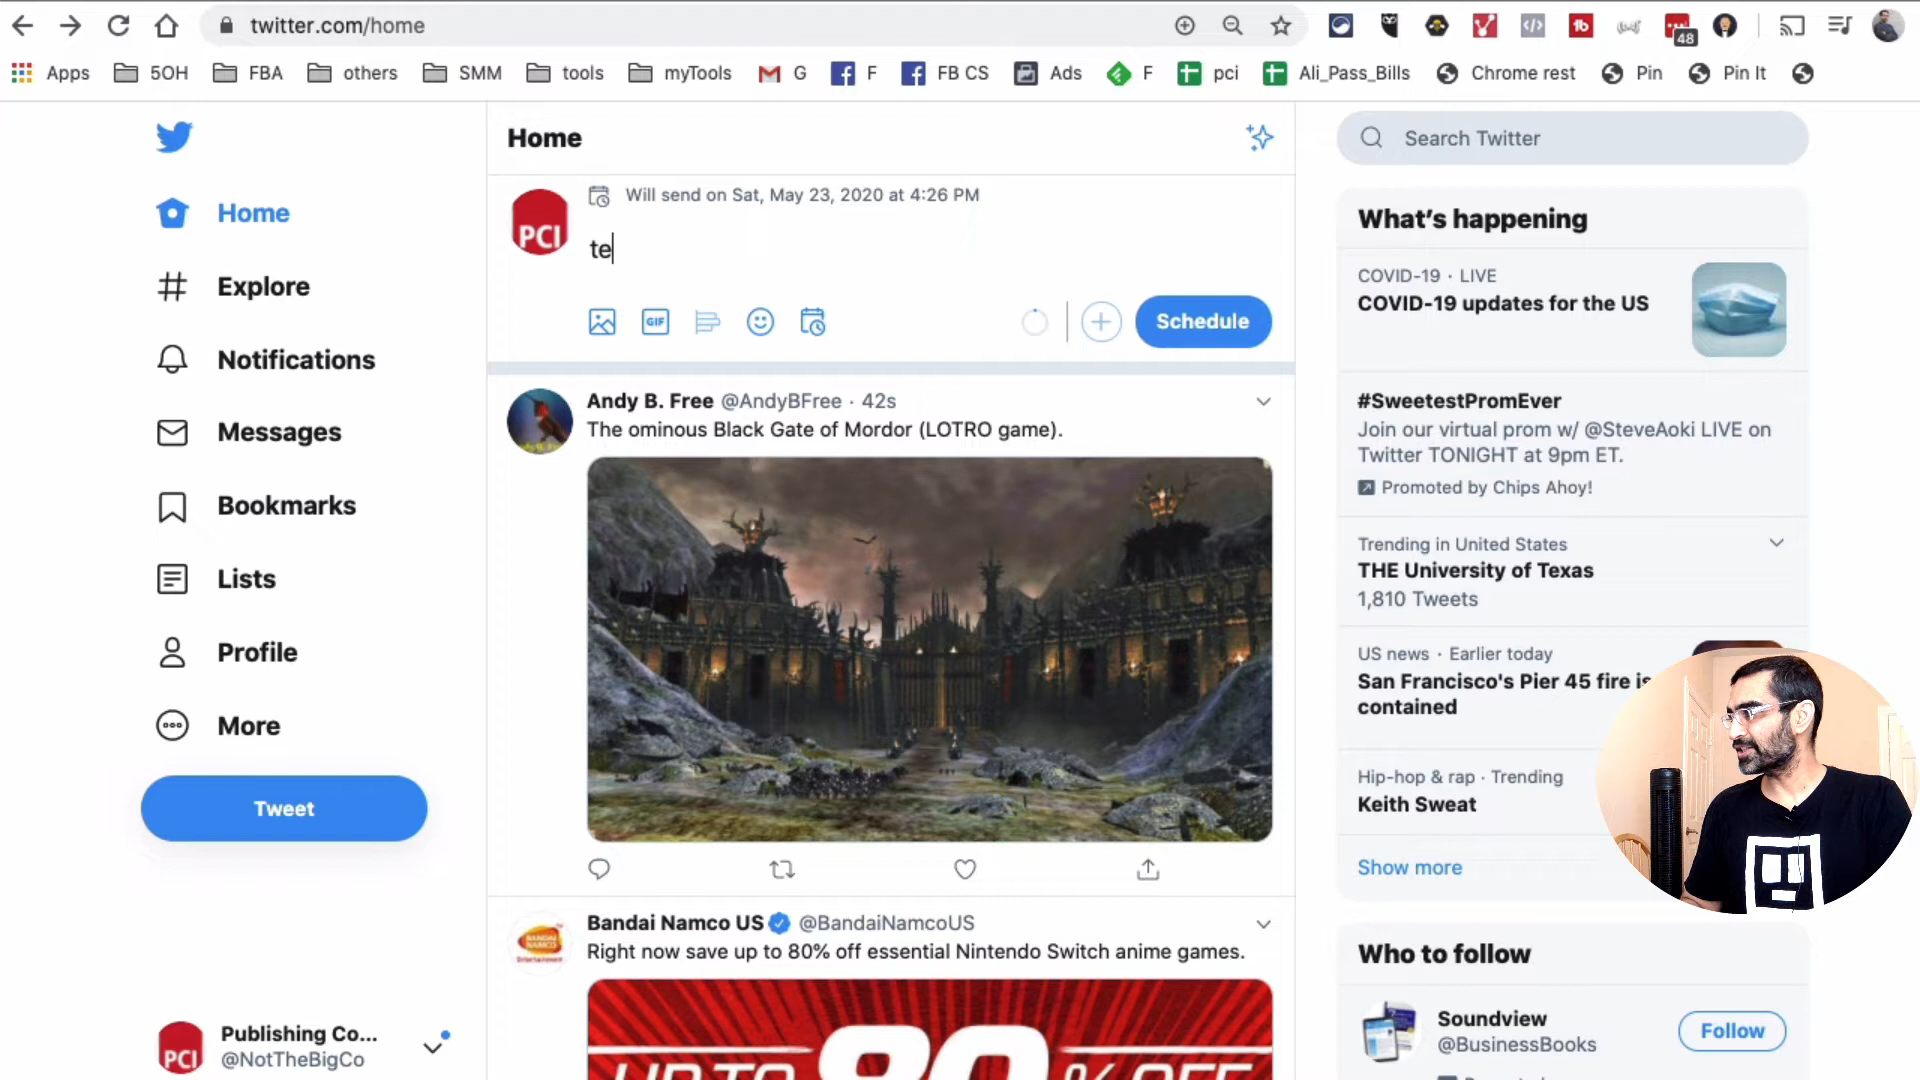 twitter.com/home
48
Apps
5OH
FBA
others
SMM
tools
myTools
G
F
FB CS
Ads
F
pci
Ali_Pass_Bills
Chrome rest
Pin
Pin It
Home
Explore
Notifications
Messages
Bookmarks
Lists
Profile
More
Tweet
PCI
Publishing Co...
@NotTheBigCo
Home
PCI
Will send on Sat, May 23, 2020 at 4:26 PM
te
GIF
Schedule
Andy B. Free @AndyBFree · 42s
The ominous Black Gate of Mordor (LOTRO game).
Bandai Namco US @BandaiNamcoUS
Right now save up to 80% off essential Nintendo Switch anime games.
UP TO 80% OFF
Search Twitter
What's happening
COVID-19 · LIVE
COVID-19 updates for the US
#SweetestPromEver
Join our virtual prom w/ @SteveAoki LIVE on
Twitter TONIGHT at 9pm ET.
Promoted by Chips Ahoy!
Trending in United States
THE University of Texas
1,810 Tweets
US news · Earlier today
San Francisco's Pier 45 fire is
contained
Hip-hop & rap · Trending
Keith Sweat
Show more
Who to follow
Soundview
@BusinessBooks
Follow